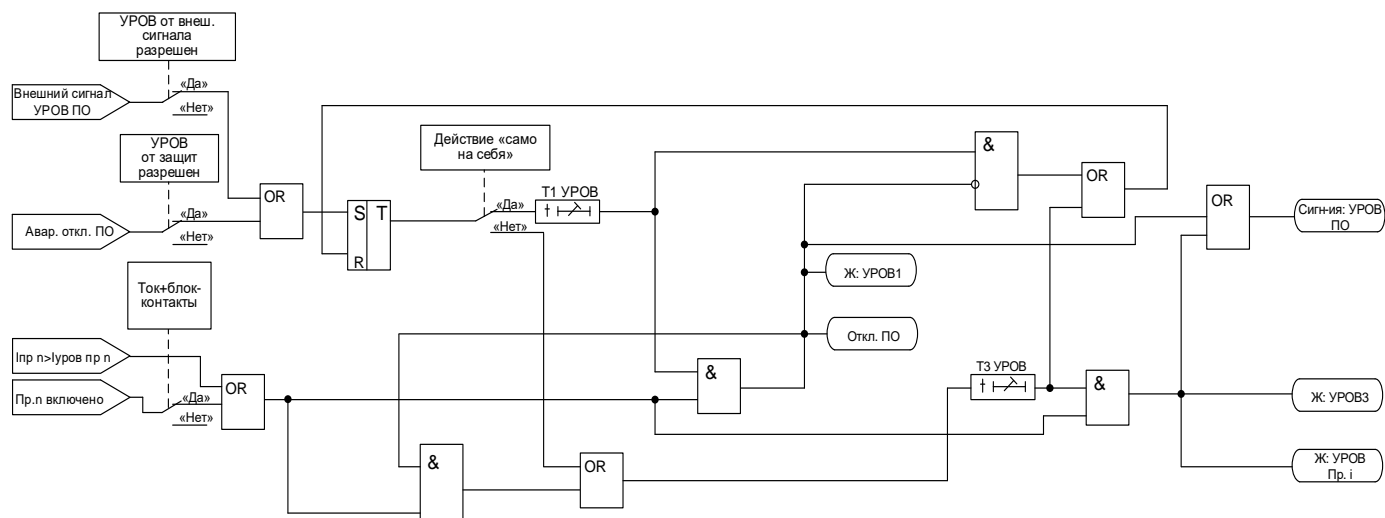 УРОВ от внеш.
сигнала
разрешен
Внешний сигнал
УРОВ ПО
«Да»
«Нет»
УРОВ
от защит
разрешен
Авар. откл. ПО
«Да»
«Нет»
OR
Действие «само
на себя»
S T
R
«Да»
«Нет»
T1 УРОВ
&
OR
OR
Сигн-ия: УРОВ
ПО
Ж: УРОВ1
Откл. ПО
Ток+блок-
контакты
Iпр n>Iуров пр n
Пр.n включено
«Да»
«Нет»
OR
&
T3 УРОВ
&
Ж: УРОВ3
&
OR
Ж: УРОВ
Пр. i